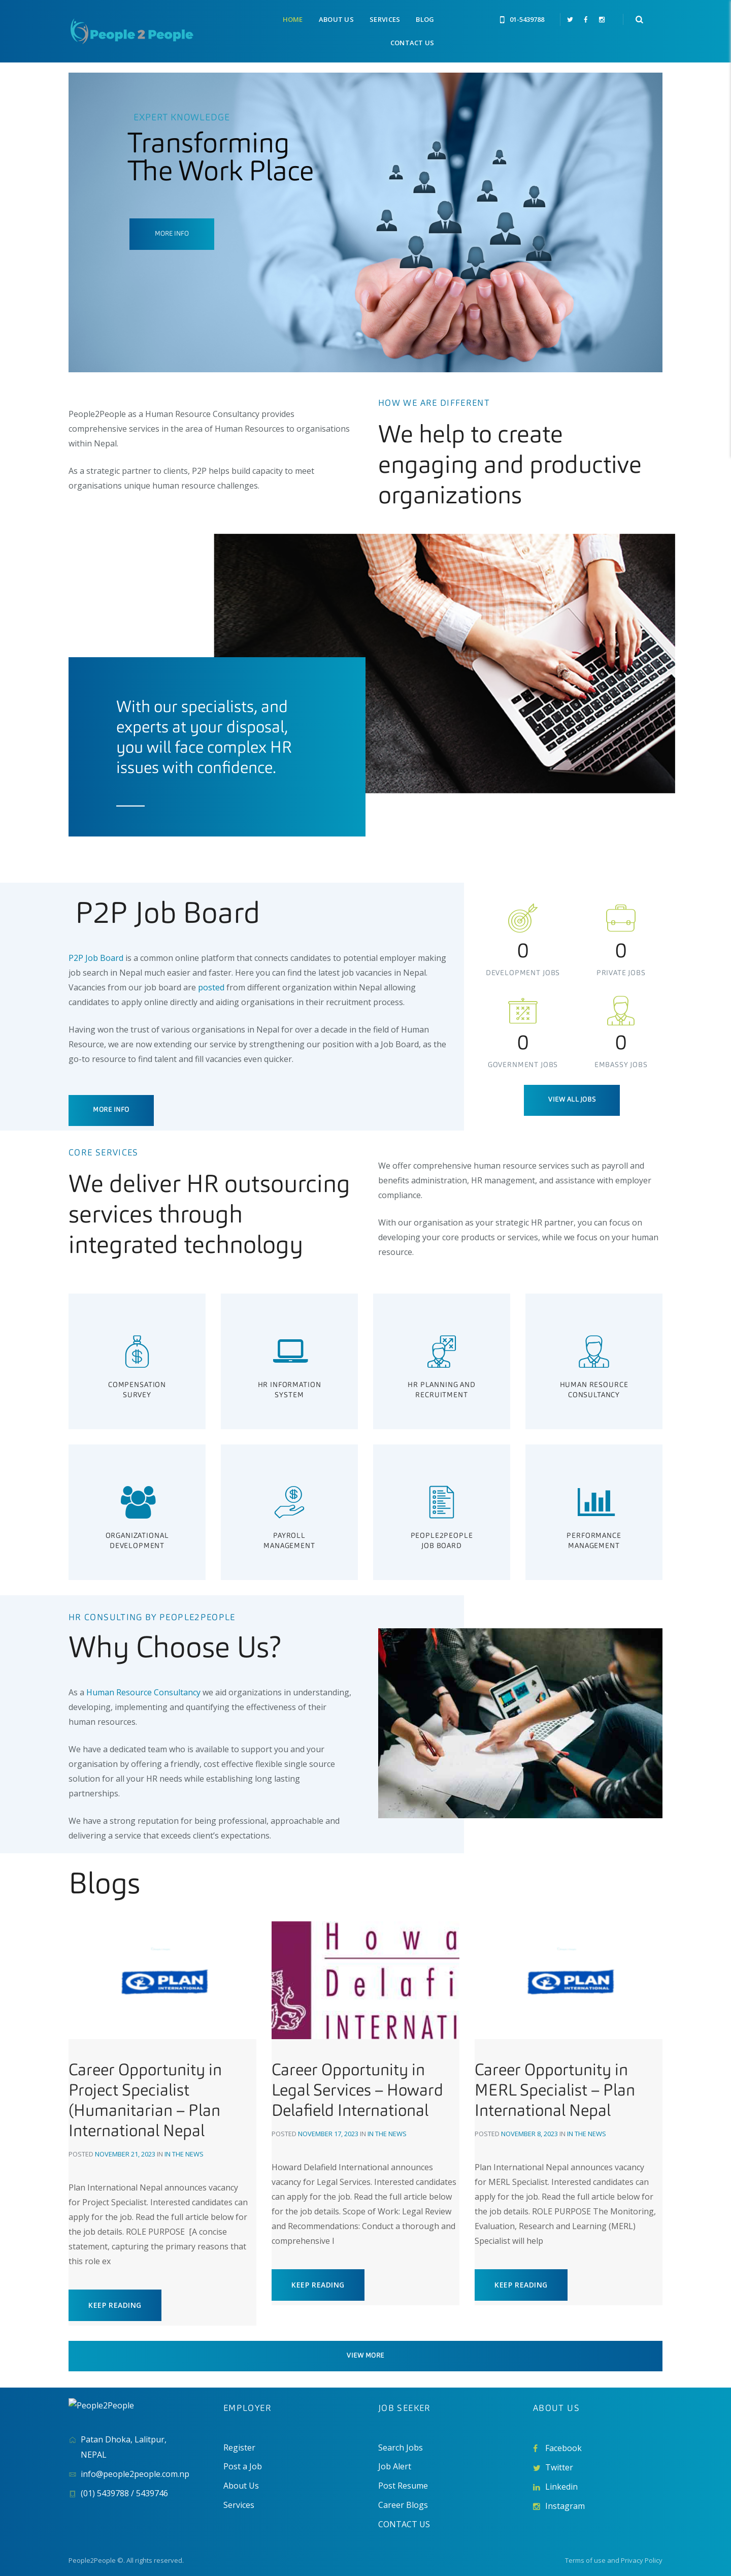 People 2 People
HOME
ABOUT US
SERVICES
BLOG
CONTACT US
01-5439788
EXPERT KNOWLEDGE
Transforming
The Work Place
MORE INFO
People2People as a Human Resource Consultancy provides
comprehensive services in the area of Human Resources to organisations
within Nepal.
As a strategic partner to clients, P2P helps build capacity to meet
organisations unique human resource challenges.
HOW WE ARE DIFFERENT
We help to create
engaging and productive
organizations
With our specialists, and
experts at your disposal,
you will face complex HR
issues with confidence.
P2P Job Board
P2P Job Board is a common online platform that connects candidates to potential employer making
job search in Nepal much easier and faster. Here you can find the latest job vacancies in Nepal.
Vacancies from our job board are posted from different organization within Nepal allowing
candidates to apply online directly and aiding organisations in their recruitment process.
Having won the trust of various organisations in Nepal for over a decade in the field of Human
Resource, we are now extending our service by strengthening our position with a Job Board, as the
go-to resource to find talent and fill vacancies even quicker.
MORE INFO
0
DEVELOPMENT JOBS
0
PRIVATE JOBS
0
GOVERNMENT JOBS
0
EMBASSY JOBS
VIEW ALL JOBS
CORE SERVICES
We deliver HR outsourcing
services through
integrated technology
We offer comprehensive human resource services such as payroll and
benefits administration, HR management, and assistance with employer
compliance.
With our organisation as your strategic HR partner, you can focus on
developing your core products or services, while we focus on your human
resource.
COMPENSATION
SURVEY
HR INFORMATION
SYSTEM
HR PLANNING AND
RECRUITMENT
HUMAN RESOURCE
CONSULTANCY
ORGANIZATIONAL
DEVELOPMENT
PAYROLL
MANAGEMENT
PEOPLE2PEOPLE
JOB BOARD
PERFORMANCE
MANAGEMENT
HR CONSULTING BY PEOPLE2PEOPLE
Why Choose Us?
As a Human Resource Consultancy we aid organizations in understanding,
developing, implementing and quantifying the effectiveness of their
human resources.
We have a dedicated team who is available to support you and your
organisation by offering a friendly, cost effective flexible single source
solution for all your HR needs while establishing long lasting
partnerships.
We have a strong reputation for being professional, approachable and
delivering a service that exceeds client's expectations.
Blogs
PLAN
INTERNATIONAL
Career Opportunity in
Project Specialist
(Humanitarian – Plan
International Nepal
POSTED NOVEMBER 21, 2023 IN IN THE NEWS
Plan International Nepal announces vacancy
for Project Specialist. Interested candidates can
apply for the job. Read the full article below for
the job details. ROLE PURPOSE [A concise
statement, capturing the primary reasons that
this role ex
KEEP READING
Howa
Delafi
INTERNATI
Career Opportunity in
Legal Services – Howard
Delafield International
POSTED NOVEMBER 17, 2023 IN IN THE NEWS
Howard Delafield International announces
vacancy for Legal Services. Interested candidates
can apply for the job. Read the full article below
for the job details. Scope of Work: Legal Review
and Recommendations: Conduct a thorough and
comprehensive l
KEEP READING
PLAN
INTERNATIONAL
Career Opportunity in
MERL Specialist – Plan
International Nepal
POSTED NOVEMBER 8, 2023 IN IN THE NEWS
Plan International Nepal announces vacancy
for MERL Specialist. Interested candidates can
apply for the job. Read the full article below for
the job details. ROLE PURPOSE The Monitoring,
Evaluation, Research and Learning (MERL)
Specialist will help
KEEP READING
VIEW MORE
People2People
Patan Dhoka, Lalitpur,
NEPAL
info@people2people.com.np
(01) 5439788 / 5439746
EMPLOYER
Register
Post a Job
About Us
Services
JOB SEEKER
Search Jobs
Job Alert
Post Resume
Career Blogs
CONTACT US
ABOUT US
Facebook
Twitter
Linkedin
Instagram
People2People ©. All rights reserved.
Terms of use and Privacy Policy